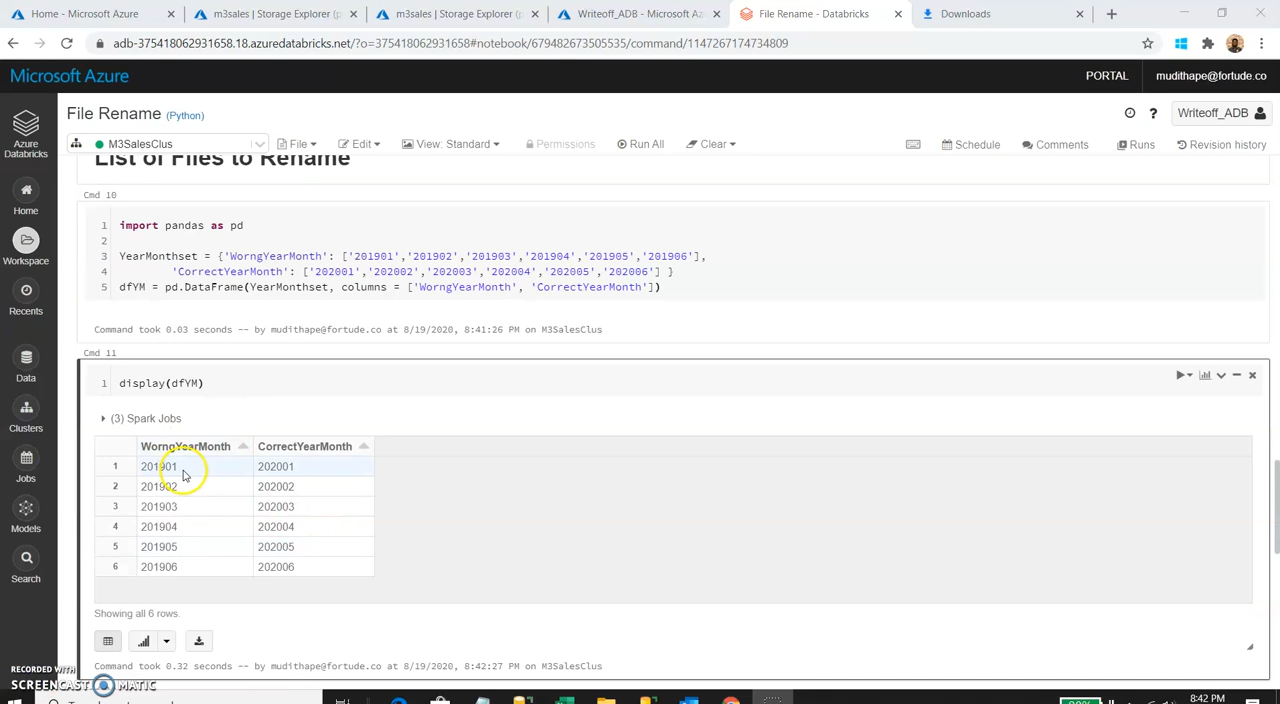 Home - Microsoft Azure
m3sales | Storage Explorer (p
m3sales | Storage Explorer (p
Writeoff_ADB - Microsoft Az
File Rename - Databricks
Downloads
adb-375418062931658.18.azuredatabricks.net/?o=375418062931658#notebook/679482673505535/command/1147267174734809
Microsoft Azure
PORTAL
mudithape@fortude.co
File Rename (Python)
Writeoff_ADB
M3SalesClus
File
Edit
View: Standard
Permissions
Run All
Clear
Schedule
Comments
Runs
Revision history
Azure
Databricks
Home
Workspace
Recents
Data
Clusters
Jobs
Models
Search
List of Files to Rename
Cmd 10
1 import pandas as pd
2
3 YearMonthset = {'WorngYearMonth': ['201901','201902','201903','201904','201905','201906'],
4 'CorrectYearMonth': ['202001','202002','202003','202004','202005','202006'] }
5 dfYM = pd.DataFrame(YearMonthset, columns = ['WorngYearMonth', 'CorrectYearMonth'])
Command took 0.03 seconds -- by mudithape@fortude.co at 8/19/2020, 8:41:26 PM on M3SalesClus
Cmd 11
1 display(dfYM)
(3) Spark Jobs
WorngYearMonth CorrectYearMonth
1 201901 202001
2 201902 202002
3 201903 202003
4 201904 202004
5 201905 202005
6 201906 202006
Showing all 6 rows.
Command took 0.32 seconds -- by mudithape@fortude.co at 8/19/2020, 8:42:27 PM on M3SalesClus
RECORDED WITH
SCREENCAST MATIC
8:42 PM